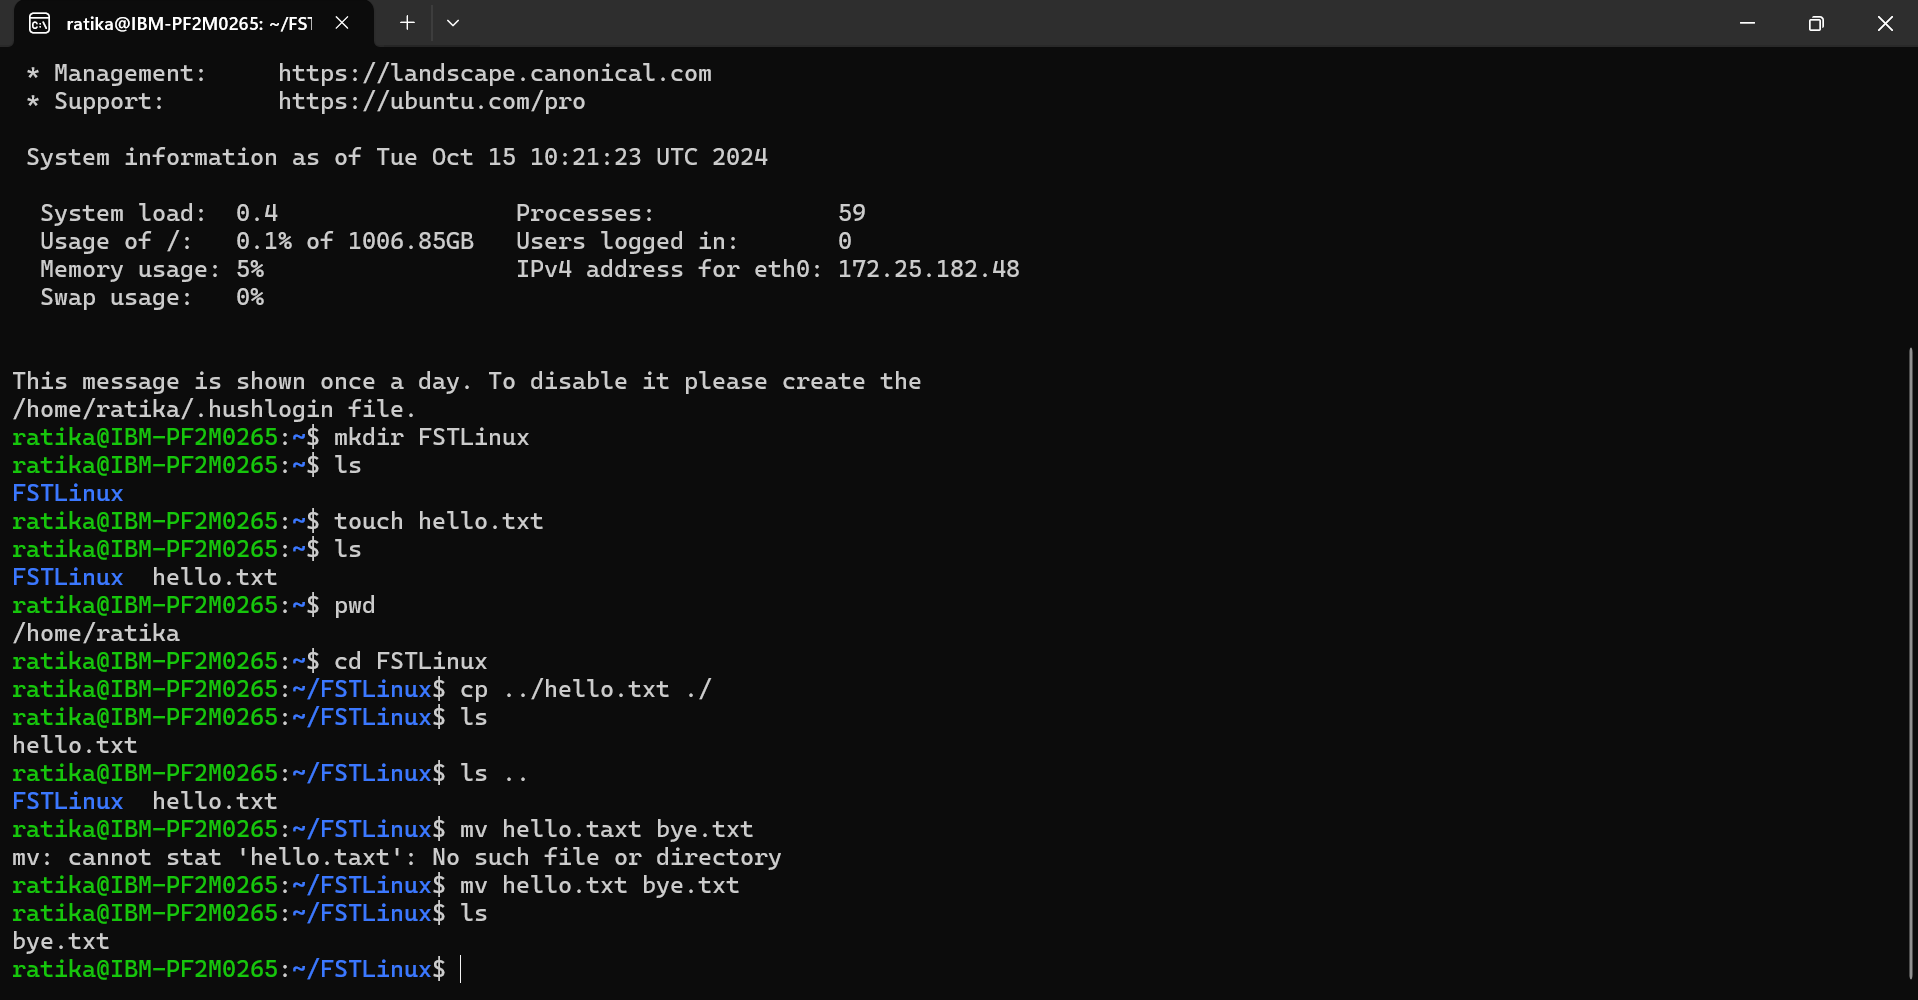 ratika@IBM-PF2M0265: ~/FST
* Management:     https://landscape.canonical.com
* Support:        https://ubuntu.com/pro
System information as of Tue Oct 15 10:21:23 UTC 2024
System load:  0.4                 Processes:             59
Usage of /:   0.1% of 1006.85GB   Users logged in:       0
Memory usage: 5%                  IPv4 address for eth0: 172.25.182.48
Swap usage:   0%
This message is shown once a day. To disable it please create the
/home/ratika/.hushlogin file.
ratika@IBM-PF2M0265:~$ mkdir FSTLinux
ratika@IBM-PF2M0265:~$ ls
FSTLinux
ratika@IBM-PF2M0265:~$ touch hello.txt
ratika@IBM-PF2M0265:~$ ls
FSTLinux  hello.txt
ratika@IBM-PF2M0265:~$ pwd
/home/ratika
ratika@IBM-PF2M0265:~$ cd FSTLinux
ratika@IBM-PF2M0265:~/FSTLinux$ cp ../hello.txt ./
ratika@IBM-PF2M0265:~/FSTLinux$ ls
hello.txt
ratika@IBM-PF2M0265:~/FSTLinux$ ls ..
FSTLinux  hello.txt
ratika@IBM-PF2M0265:~/FSTLinux$ mv hello.taxt bye.txt
mv: cannot stat 'hello.taxt': No such file or directory
ratika@IBM-PF2M0265:~/FSTLinux$ mv hello.txt bye.txt
ratika@IBM-PF2M0265:~/FSTLinux$ ls
bye.txt
ratika@IBM-PF2M0265:~/FSTLinux$